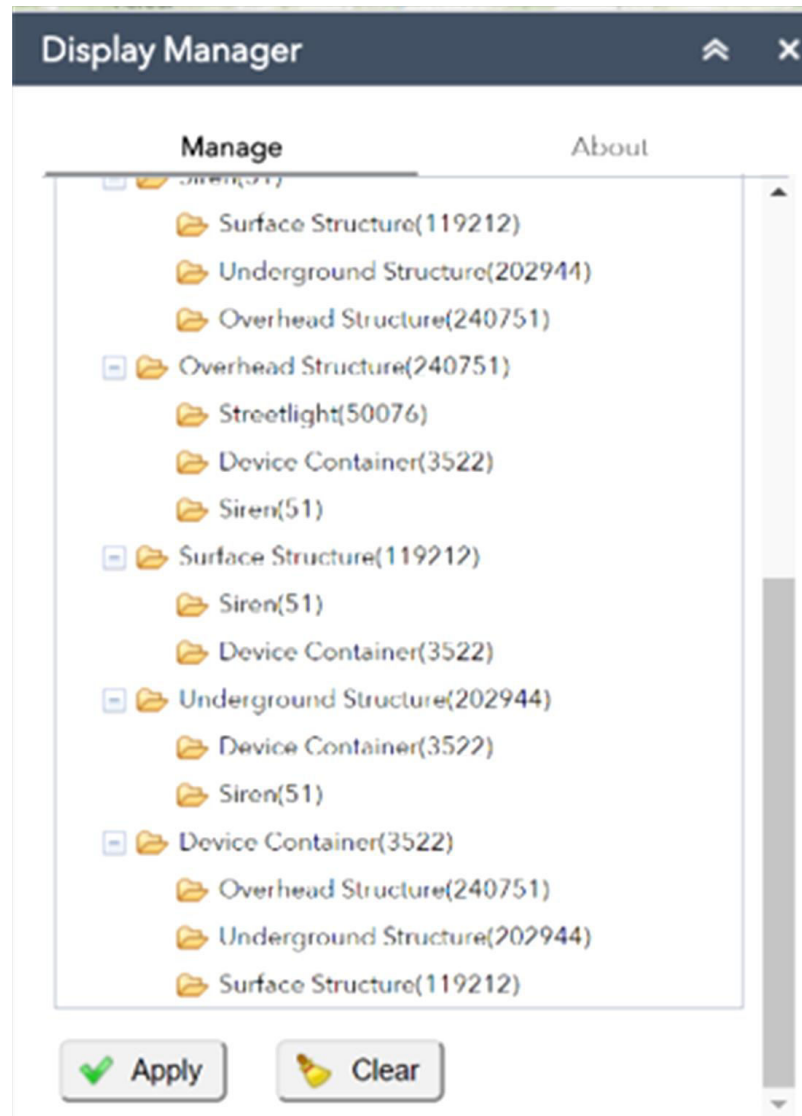 Display Manager
Manage About
Siren(51)
Surface Structure(119212)
Underground Structure(202944)
Overhead Structure(240751)
Overhead Structure(240751)
Streetlight(50076)
Device Container(3522)
Siren(51)
Surface Structure(119212)
Siren(51)
Device Container(3522)
Underground Structure(202944)
Device Container(3522)
Siren(51)
Device Container(3522)
Overhead Structure(240751)
Underground Structure(202944)
Surface Structure(119212)
Apply Clear